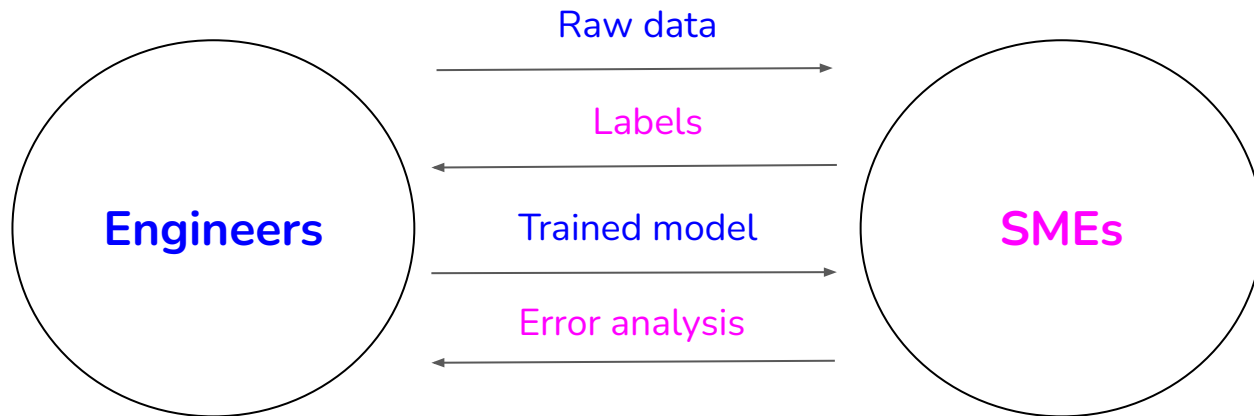 Raw data
Labels
Engineers
Trained model
SMEs
Error analysis